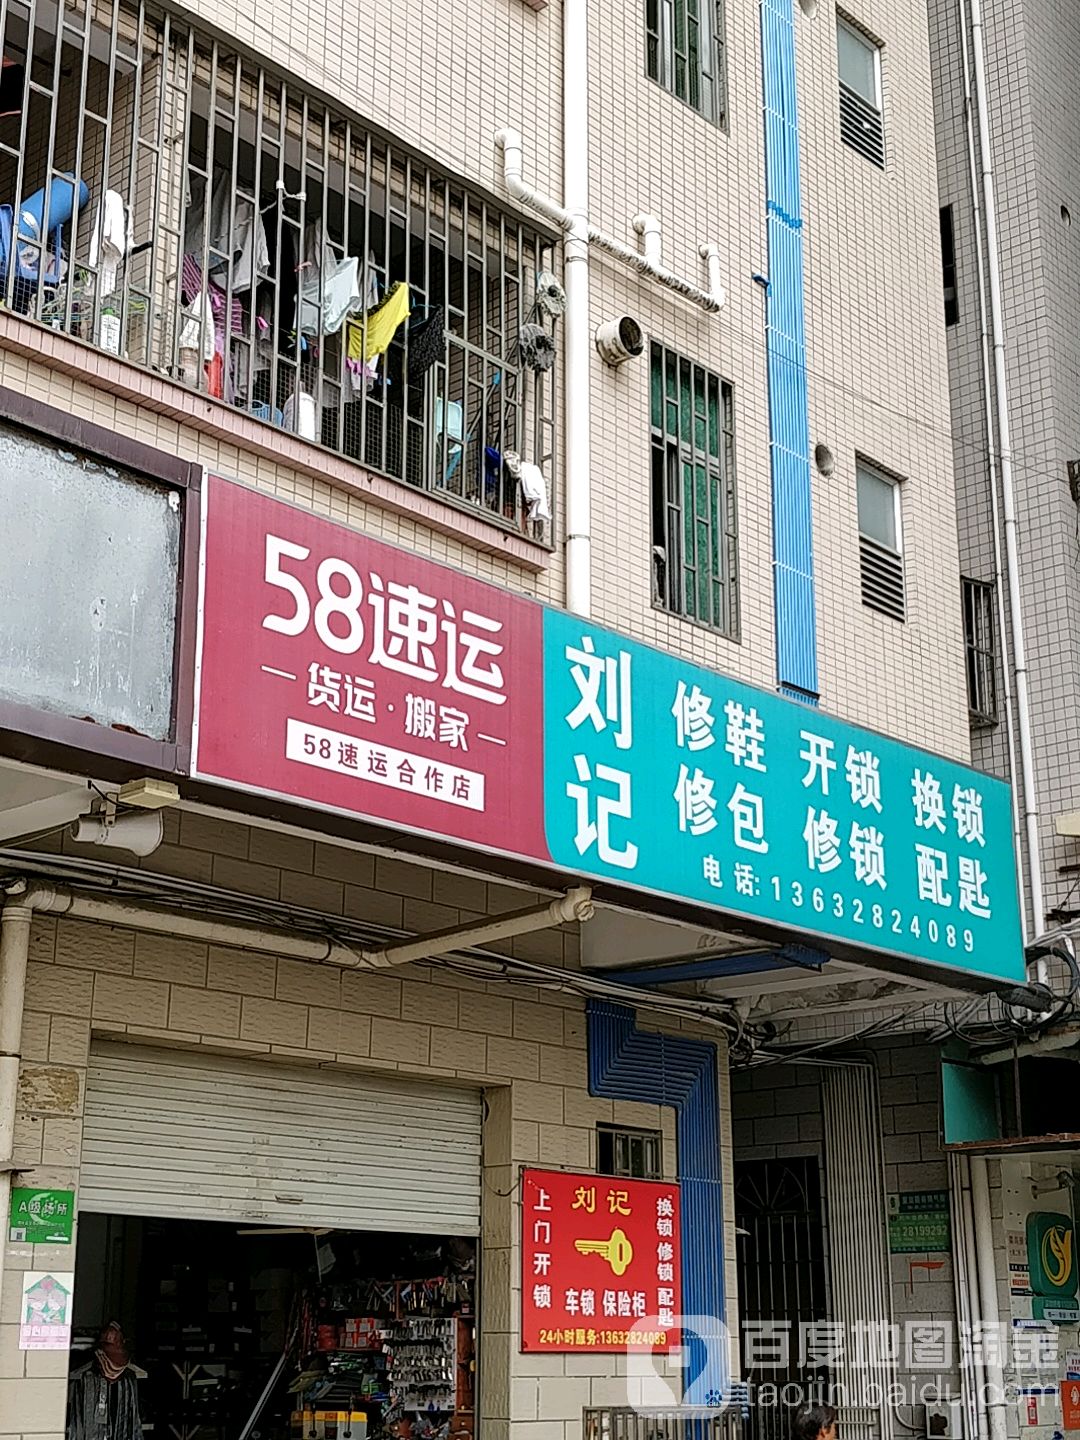 58速运
货运·搬家
58速运合作店
刘记
修鞋 开锁 换锁
修包 修锁 配匙
电话:13632824089
刘记
上门开锁
换锁修锁配匙
车锁 保险柜
24小时服务:13632824089
A级场所
28199292
百度地图淘金
taojin.baidu.com